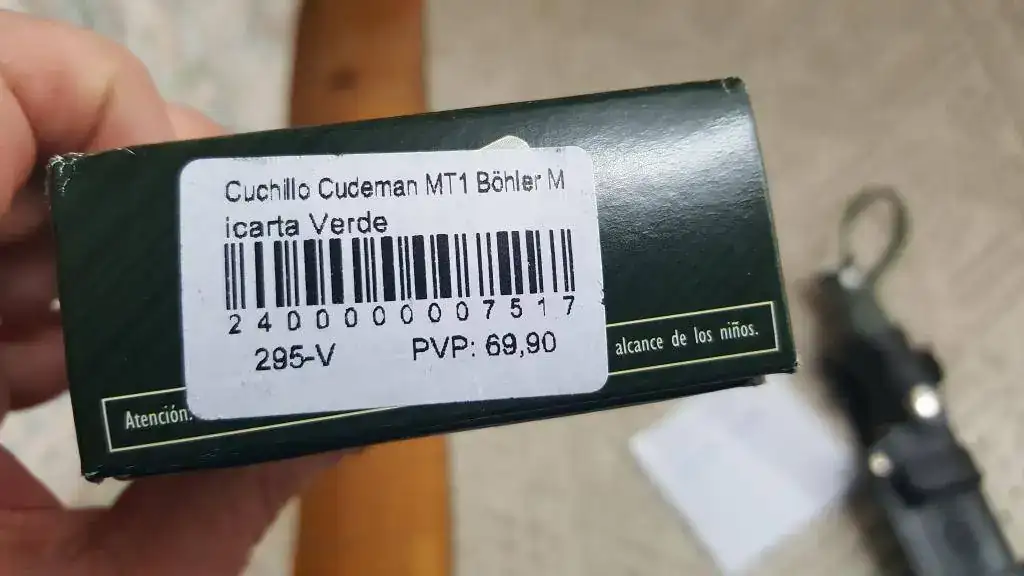 Cuchillo Cudeman MT1 Böhler M
icarta Verde
2400000007517
295-V PVP: 69,90
Atención. alcance de los niños.